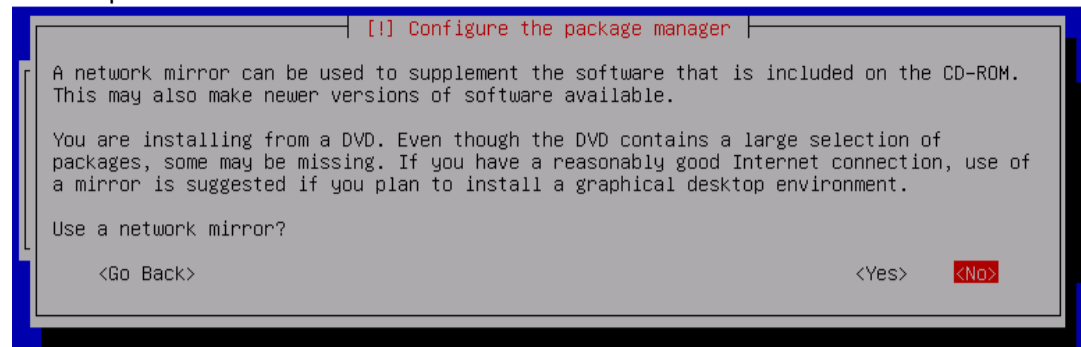 [!] Configure the package manager
A network mirror can be used to supplement the software that is included on the CD-ROM.
This may also make newer versions of software available.
You are installing from a DVD. Even though the DVD contains a large selection of
packages, some may be missing. If you have a reasonably good Internet connection, use of
a mirror is suggested if you plan to install a graphical desktop environment.
Use a network mirror?
<Go Back> <Yes> <No>